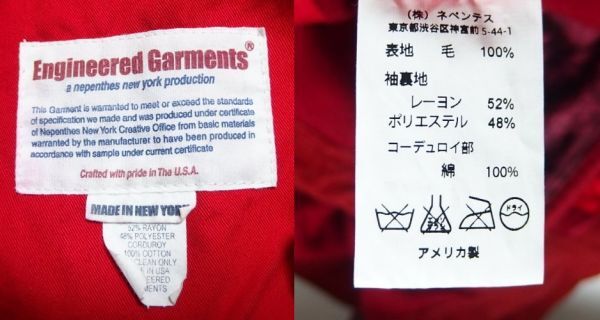 Engineered Garments®
a nepenthes new york production
This Garment is warranted to meet or exceed the standards
of specification we made and was produced under certificate
of Nepenthes New York Creative Office from basic materials
warranted by the manufacturer to have been produced in
accordance with sample under current certificate
Crafted with pride in The U.S.A.
MADE IN NEW YORK
52% RAYON
48% POLYESTER
CORDUROY
100% COTTON
CLEAN ONLY
IN USA
(株) ネペンテス
東京都渋谷区神宮前5-44-1
表地 毛 100%
袖裏地
レーヨン 52%
ポリエステル 48%
コーデュロイ部
綿 100%
ドライ
アメリカ製